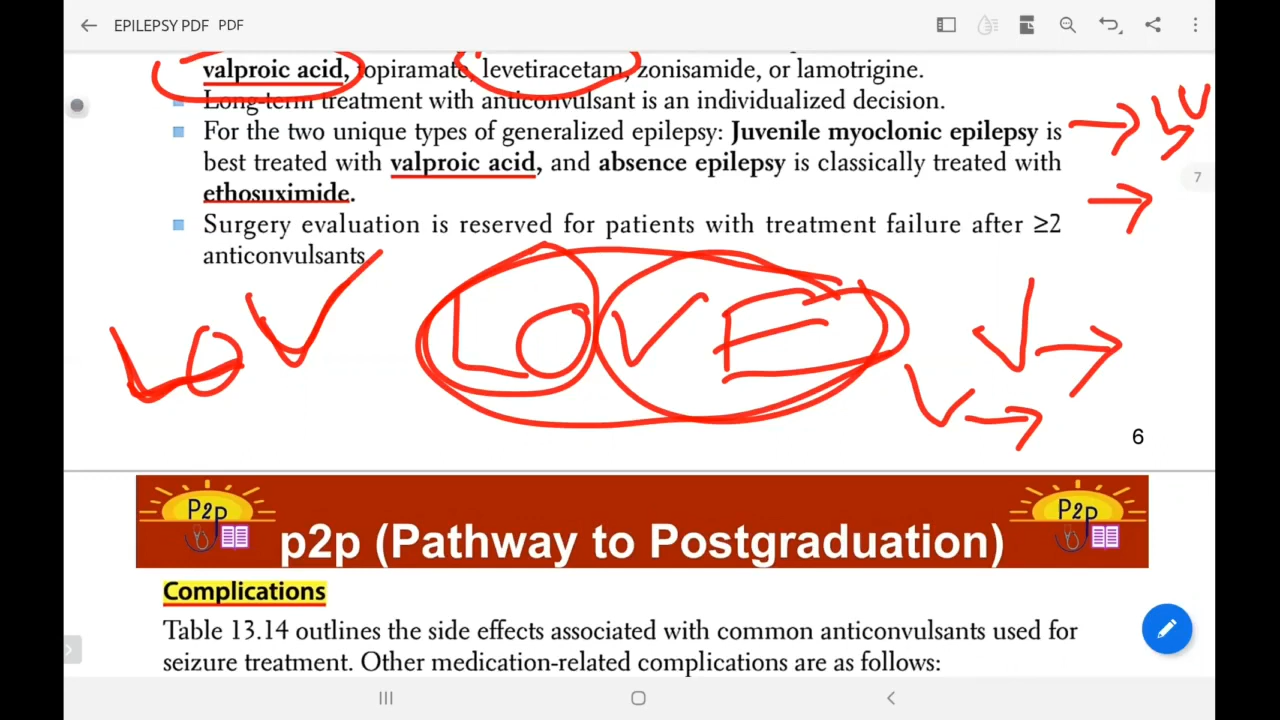 EPILEPSY PDF PDF
valproic acid, topiramate, levetiracetam, zonisamide, or lamotrigine.
Long-term treatment with anticonvulsant is an individualized decision.
For the two unique types of generalized epilepsy: Juvenile myoclonic epilepsy is
best treated with valproic acid, and absence epilepsy is classically treated with
ethosuximide.
7
Surgery evaluation is reserved for patients with treatment failure after ≥2
anticonvulsants
LOV
LOVE
V
V
6
P2P
p2p (Pathway to Postgraduation)
P2P
Complications
Table 13.14 outlines the side effects associated with common anticonvulsants used for
seizure treatment. Other medication-related complications are as follows: